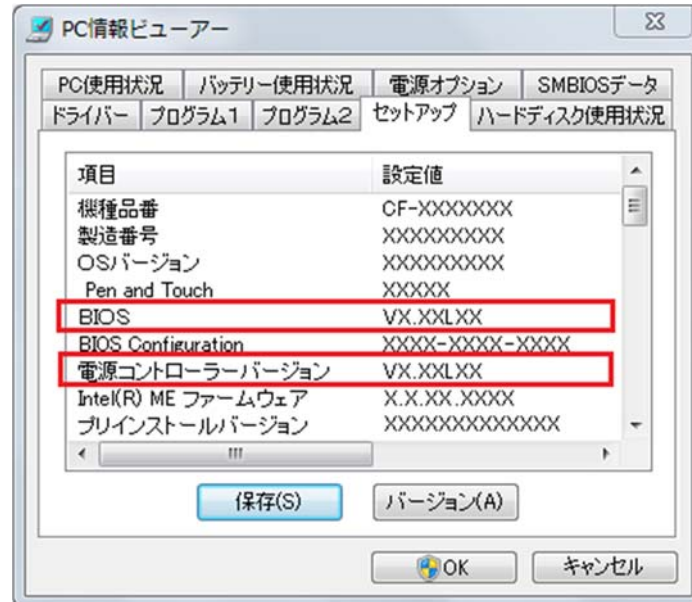 PC情報ビューアー
PC使用状況 バッテリー使用状況 電源オプション SMBIOSデータ
ドライバー プログラム1 プログラム2 セットアップ ハードディスク使用状況
項目 設定値
機種品番 CF-XXXXXXX
製造番号 XXXXXXXXXX
OSバージョン XXXXXXXXXX
Pen and Touch XXXXX
BIOS VX.XXLXX
BIOS Configuration XXXX-XXXX-XXXX
電源コントローラーバージョン VX.XXLXX
Intel(R) ME ファームウェア X.X.XX.XXXX
プリインストールバージョン XXXXXXXXXXXXX
保存(S) バージョン(A)
OK キャンセル